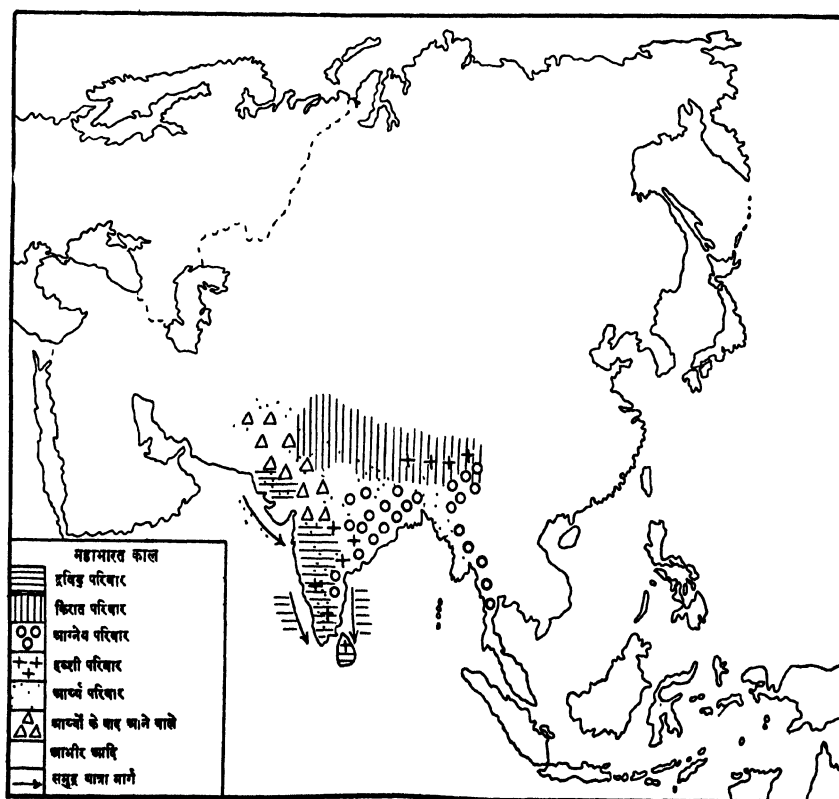 महाभारत काल
द्रविड़ परिवार
किरात परिवार
आग्नेय परिवार
हब्शी परिवार
आर्य्य परिवार
आर्य्यों के बाद आने वाले
आभीर आदि
समुद्र यात्रा मार्ग